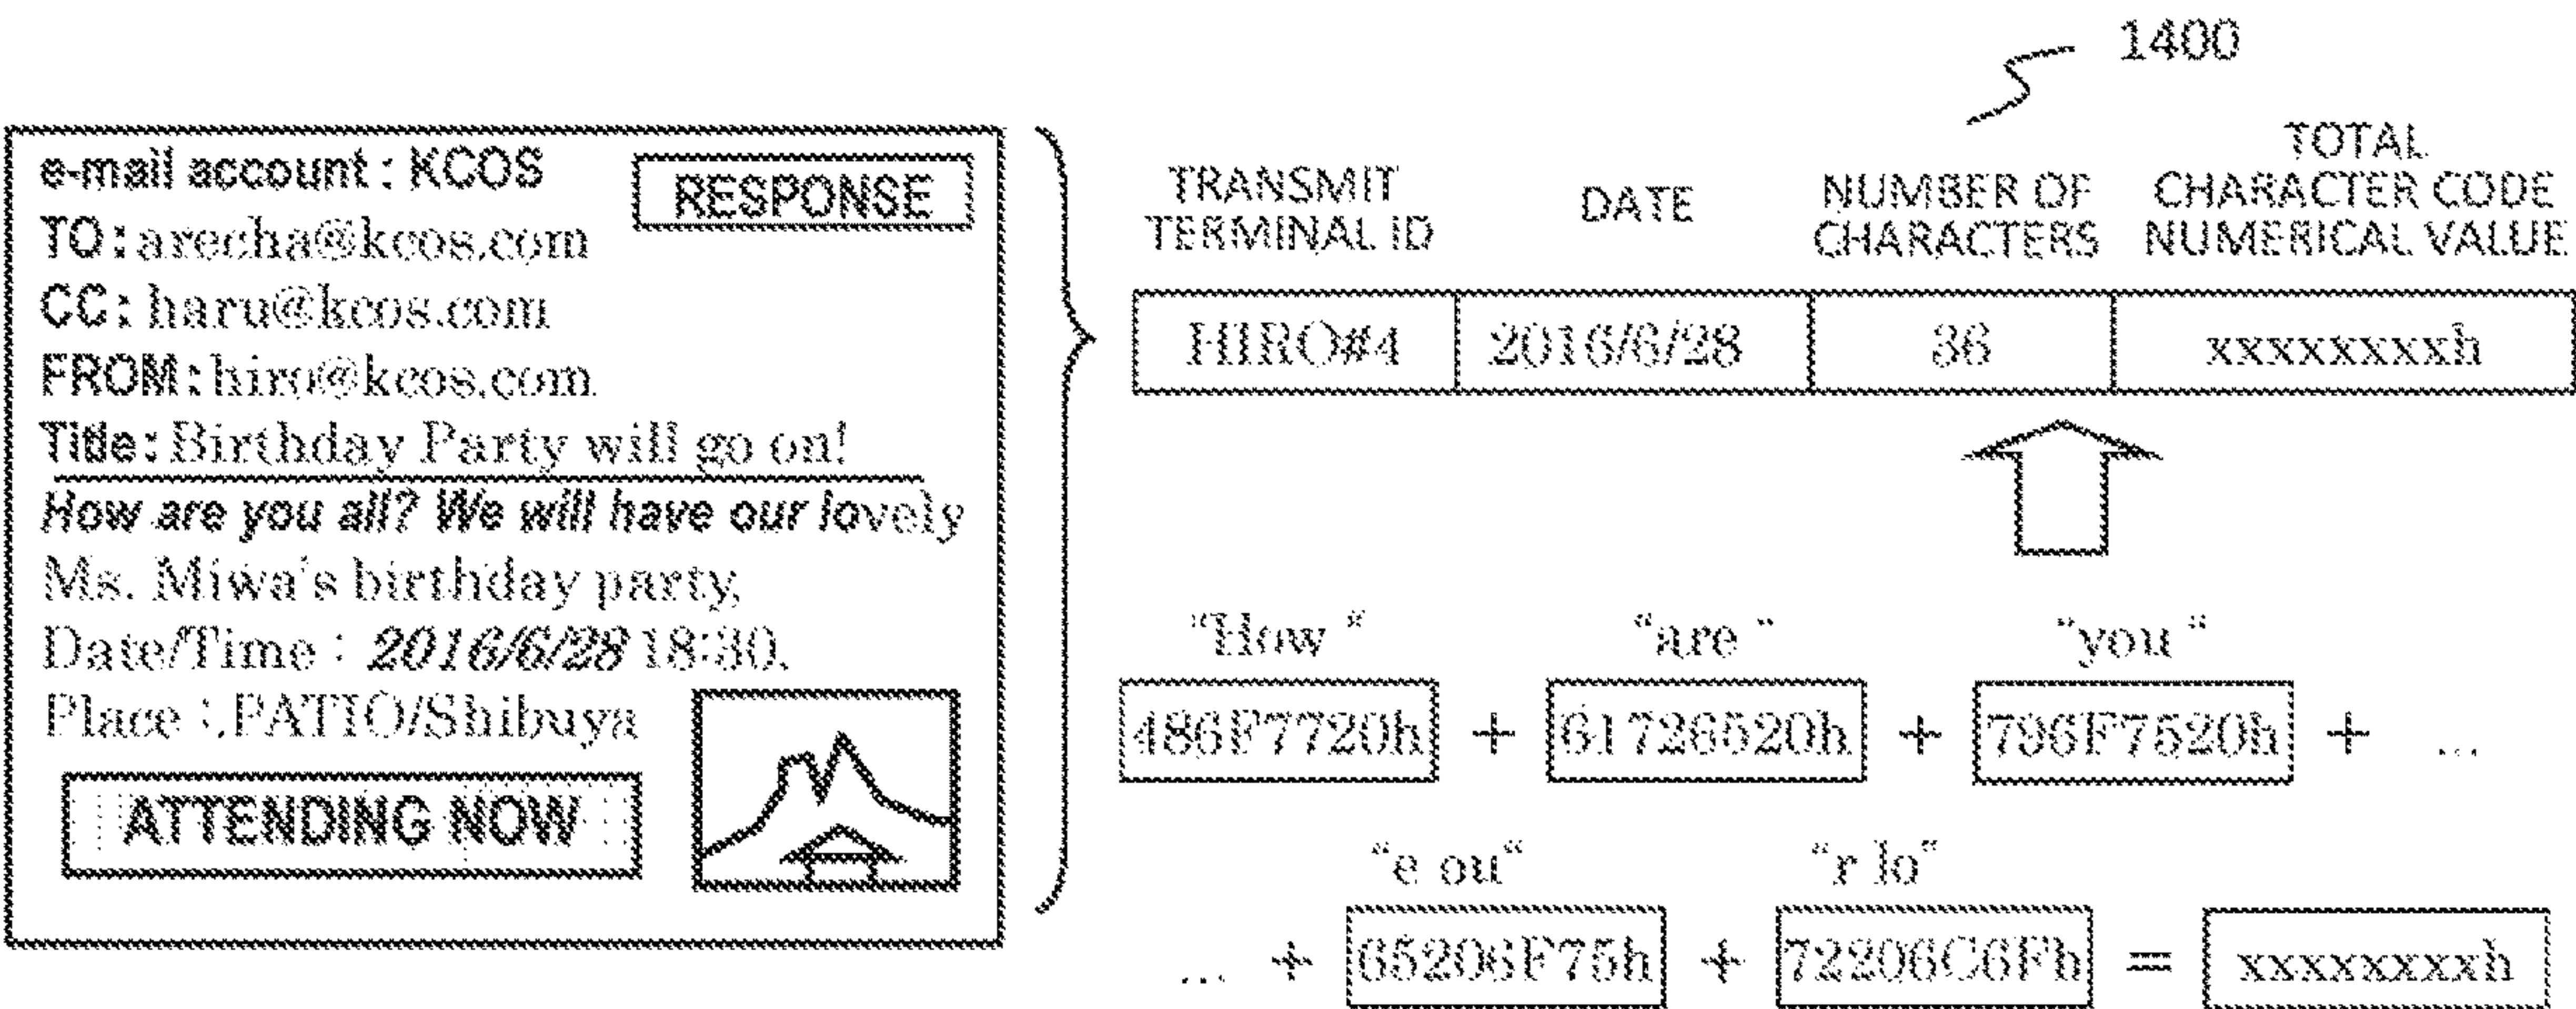 1400
e-mail account : KCOS
RESPONSE
TO : arecha@kcos.com
CC : haru@kcos.com
FROM : hiro@kcos.com
Title : Birthday Party will go on!
How are you all? We will have our lovely
Ms. Miwa's birthday party,
Date/Time : 2016/6/28 18:30.
Place :.PATIO/Shibuya
ATTENDING NOW
TRANSMIT TERMINAL ID
DATE
NUMBER OF CHARACTERS
TOTAL CHARACTER CODE NUMERICAL VALUE
HIRO#4 2016/6/28 36 xxxxxxxxh
"How " "are " "you "
486F7720h + 61726520h + 796F7520h + ...
"e ou" "r lo"
... + 65206F75h + 72206C6Fh = xxxxxxxxh